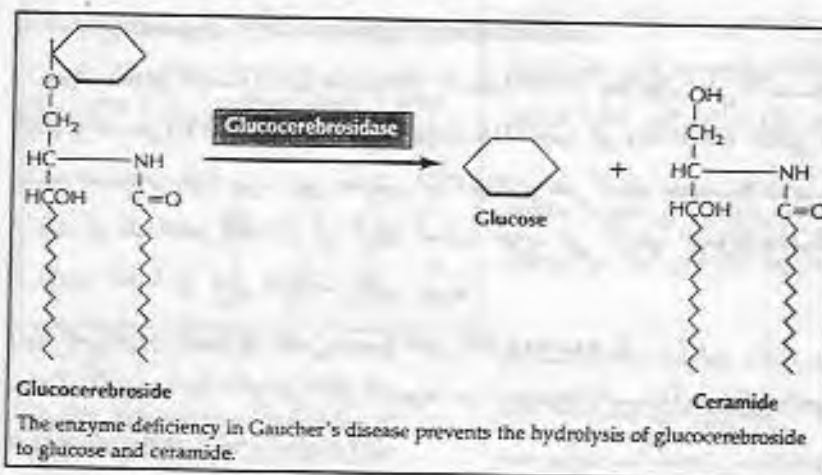 O
CH₂
HC NH
HCOH C=O
Glucocerebroside
Glucocerebrosidase
Glucose
+
OH
CH₂
HC NH
HCOH C=O
Ceramide
The enzyme deficiency in Gaucher's disease prevents the hydrolysis of glucocerebroside
to glucose and ceramide.